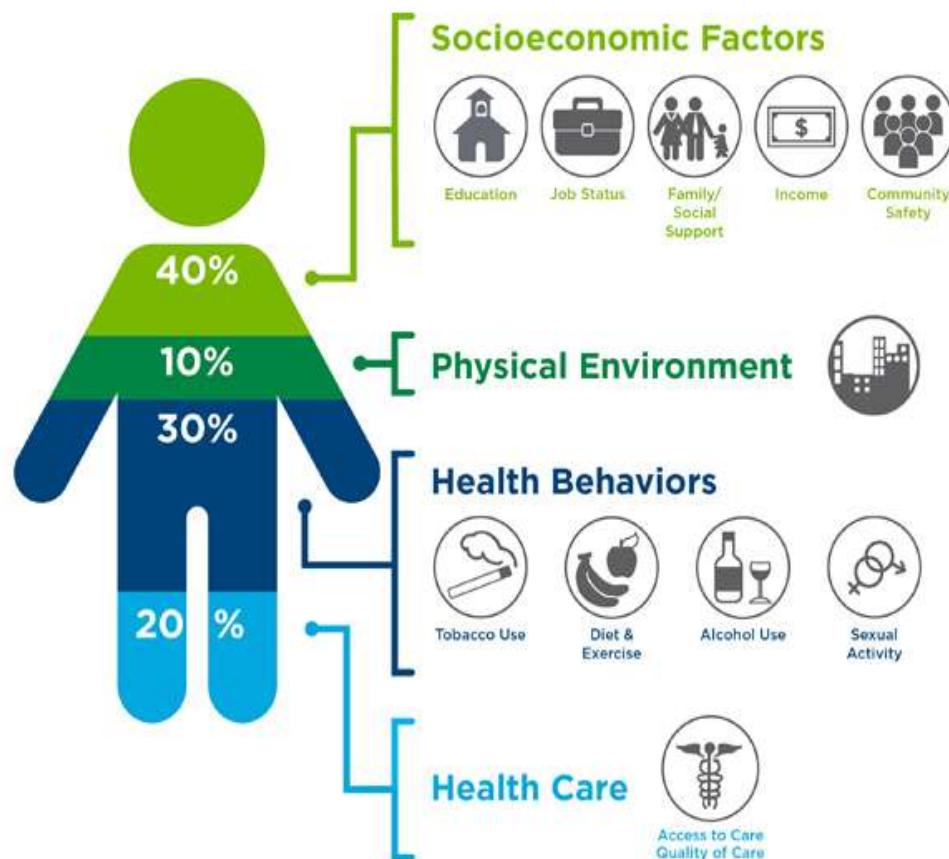 Socioeconomic Factors
$
Education
Job Status
Family/
Social
Support
Income
Community
Safety
40%
10%
Physical Environment
30%
Health Behaviors
Tobacco Use
Diet &
Exercise
Alcohol Use
Sexual
Activity
20 %
Health Care
Access to Care
Quality of Care